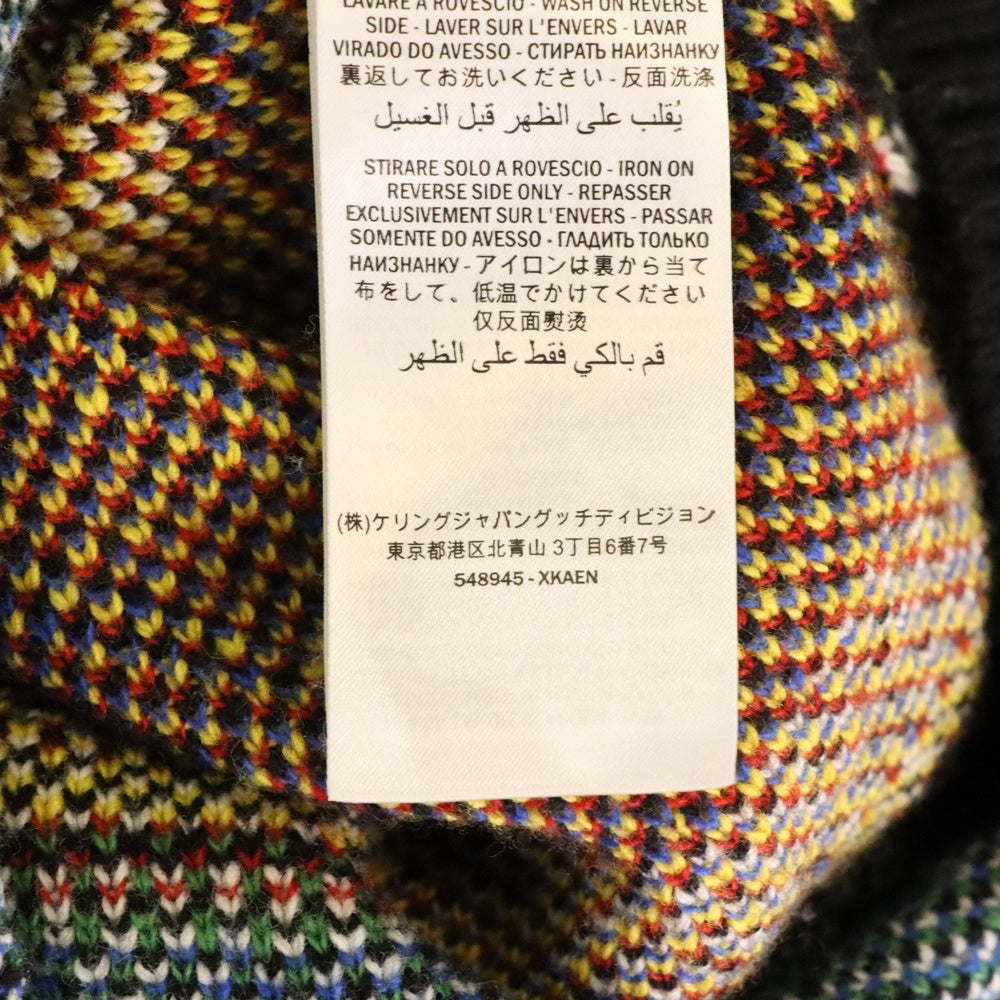 LAVARE A ROVESCIO - WASH ON REVERSE
SIDE - LAVER SUR L'ENVERS - LAVAR
VIRADO DO AVESSO - СТИРАТЬ НАИЗНАНКУ
裏返してお洗いください - 反面洗涤
يُقلب على الظهر قبل الغسيل
STIRARE SOLO A ROVESCIO - IRON ON
REVERSE SIDE ONLY - REPASSER
EXCLUSIVEMENT SUR L'ENVERS - PASSAR
SOMENTE DO AVESSO - ГЛАДИТЬ ТОЛЬКО
НАИЗНАНКУ - アイロンは裏から当て
布をして、低温でかけてください
仅反面熨烫
قم بالكي فقط على الظهر
(株)ケリングジャパングッチディビジョン
東京都港区北青山 3丁目6番7号
548945 - XKAEN